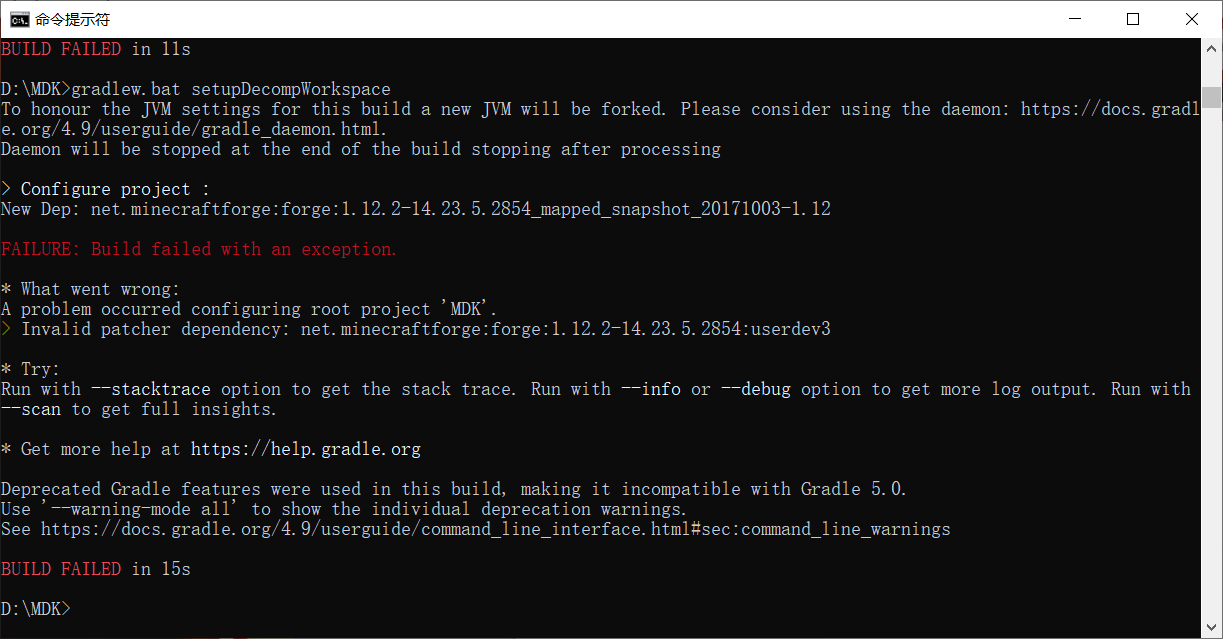 命令提示符
BUILD FAILED in 11s
D:\MDK>gradlew.bat setupDecompWorkspace
To honour the JVM settings for this build a new JVM will be forked. Please consider using the daemon: https://docs.gradl
e.org/4.9/userguide/gradle_daemon.html.
Daemon will be stopped at the end of the build stopping after processing
> Configure project :
New Dep: net.minecraftforge:forge:1.12.2-14.23.5.2854_mapped_snapshot_20171003-1.12
FAILURE: Build failed with an exception.
* What went wrong:
A problem occurred configuring root project 'MDK'.
> Invalid patcher dependency: net.minecraftforge:forge:1.12.2-14.23.5.2854:userdev3
* Try:
Run with --stacktrace option to get the stack trace. Run with --info or --debug option to get more log output. Run with
--scan to get full insights.
* Get more help at https://help.gradle.org
Deprecated Gradle features were used in this build, making it incompatible with Gradle 5.0.
Use '--warning-mode all' to show the individual deprecation warnings.
See https://docs.gradle.org/4.9/userguide/command_line_interface.html#sec:command_line_warnings
BUILD FAILED in 15s
D:\MDK>